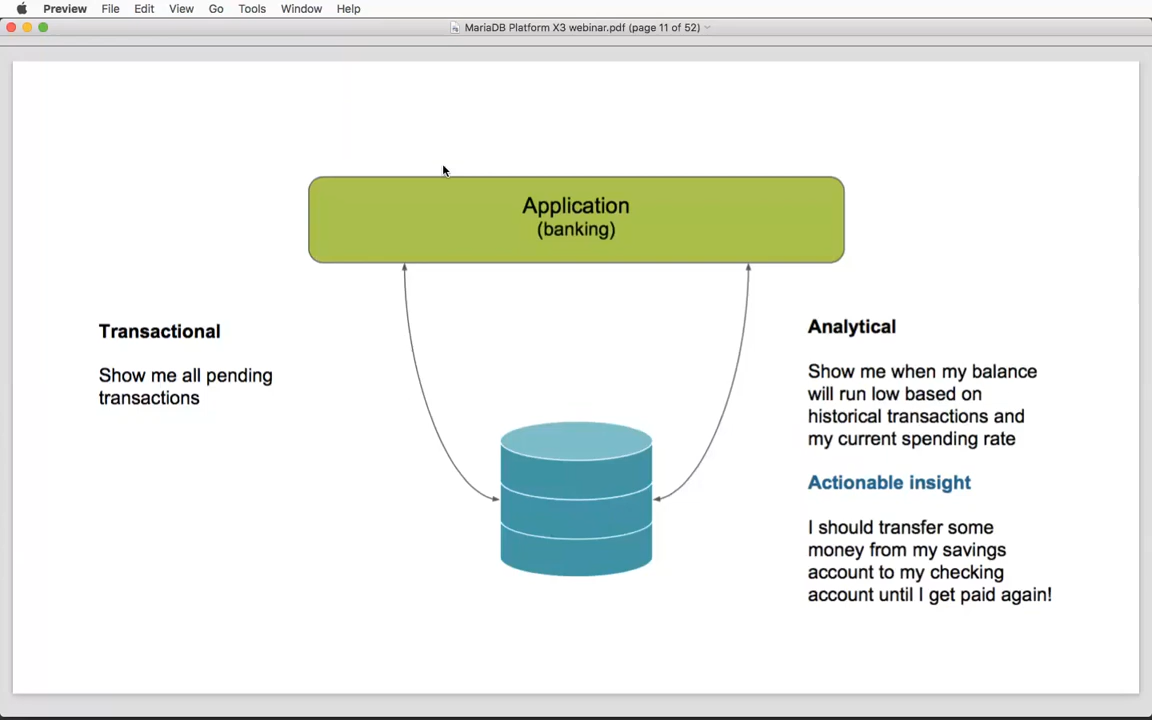 Preview File Edit View Go Tools Window Help
MariaDB Platform X3 webinar.pdf (page 11 of 52)
Application
(banking)
Transactional
Show me all pending
transactions
Analytical
Show me when my balance
will run low based on
historical transactions and
my current spending rate
Actionable insight
I should transfer some
money from my savings
account to my checking
account until I get paid again!